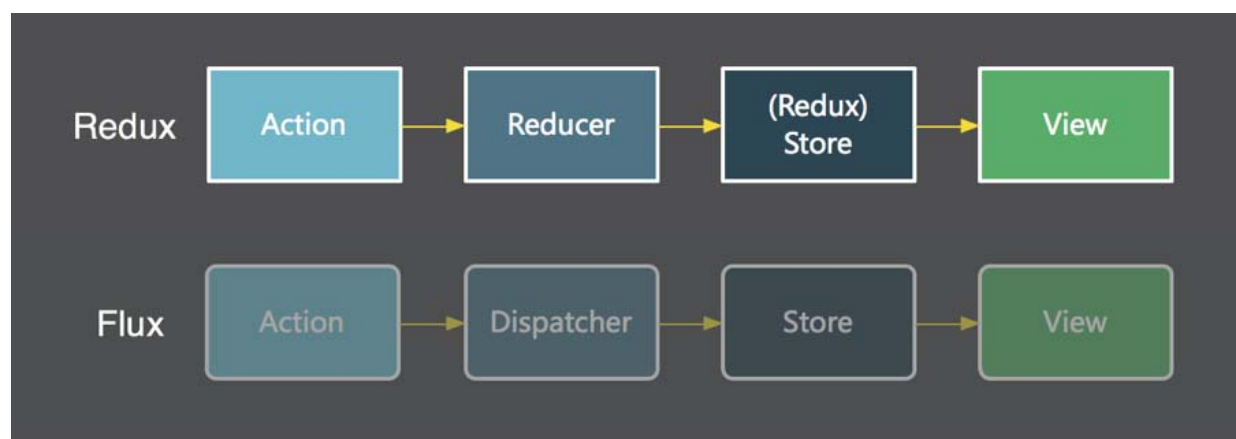 Redux
Action
Reducer
(Redux)
Store
View
Flux
Action
Dispatcher
Store
View